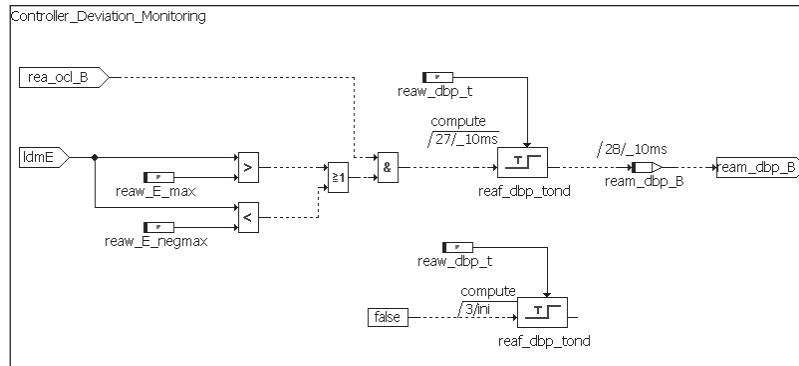 Controller_Deviation_Monitoring
rea_ocl_B
P
reaw_dbp_t
compute
/27/_10ms
/28/_10ms
ldmE
>
≥1
&
T
ream_dbp_B
P
reaw_E_max
reaf_dbp_tond
ream_dbp_B
<
P
reaw_E_negmax
P
reaw_dbp_t
compute
/3/ini
false
T
reaf_dbp_tond